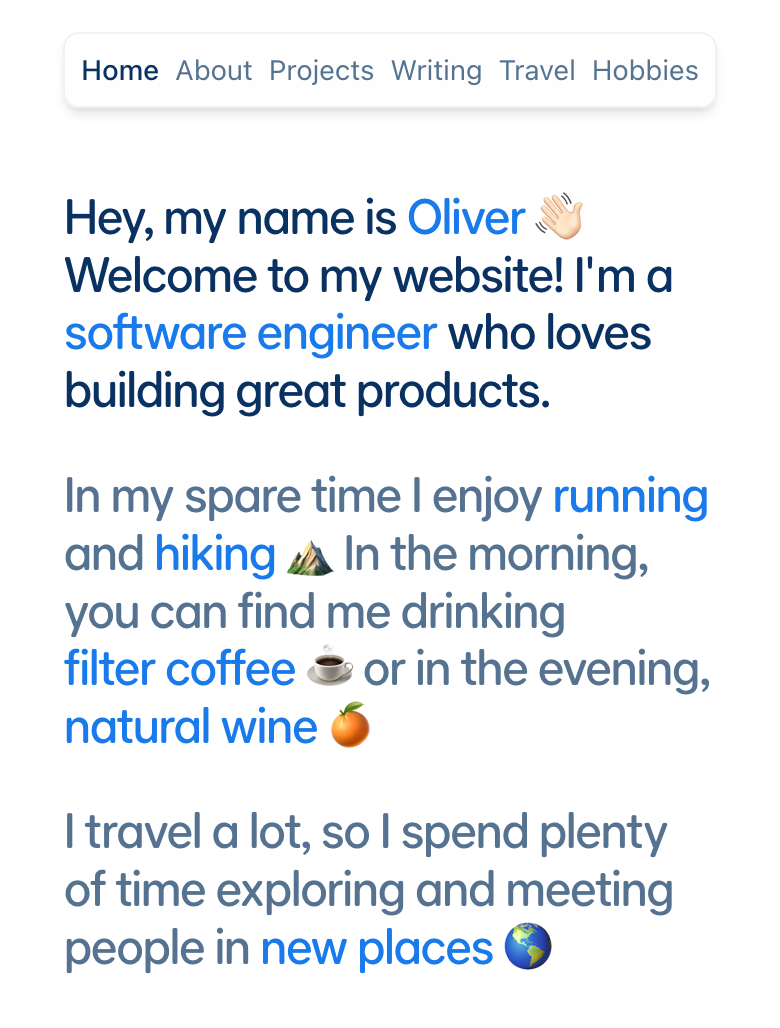 Home About Projects Writing Travel Hobbies
Hey, my name is Oliver 👋🏻
Welcome to my website! I'm a
software engineer who loves
building great products.
In my spare time I enjoy running
and hiking ⛰️ In the morning,
you can find me drinking
filter coffee ☕ or in the evening,
natural wine 🍊
I travel a lot, so I spend plenty
of time exploring and meeting
people in new places 🌎